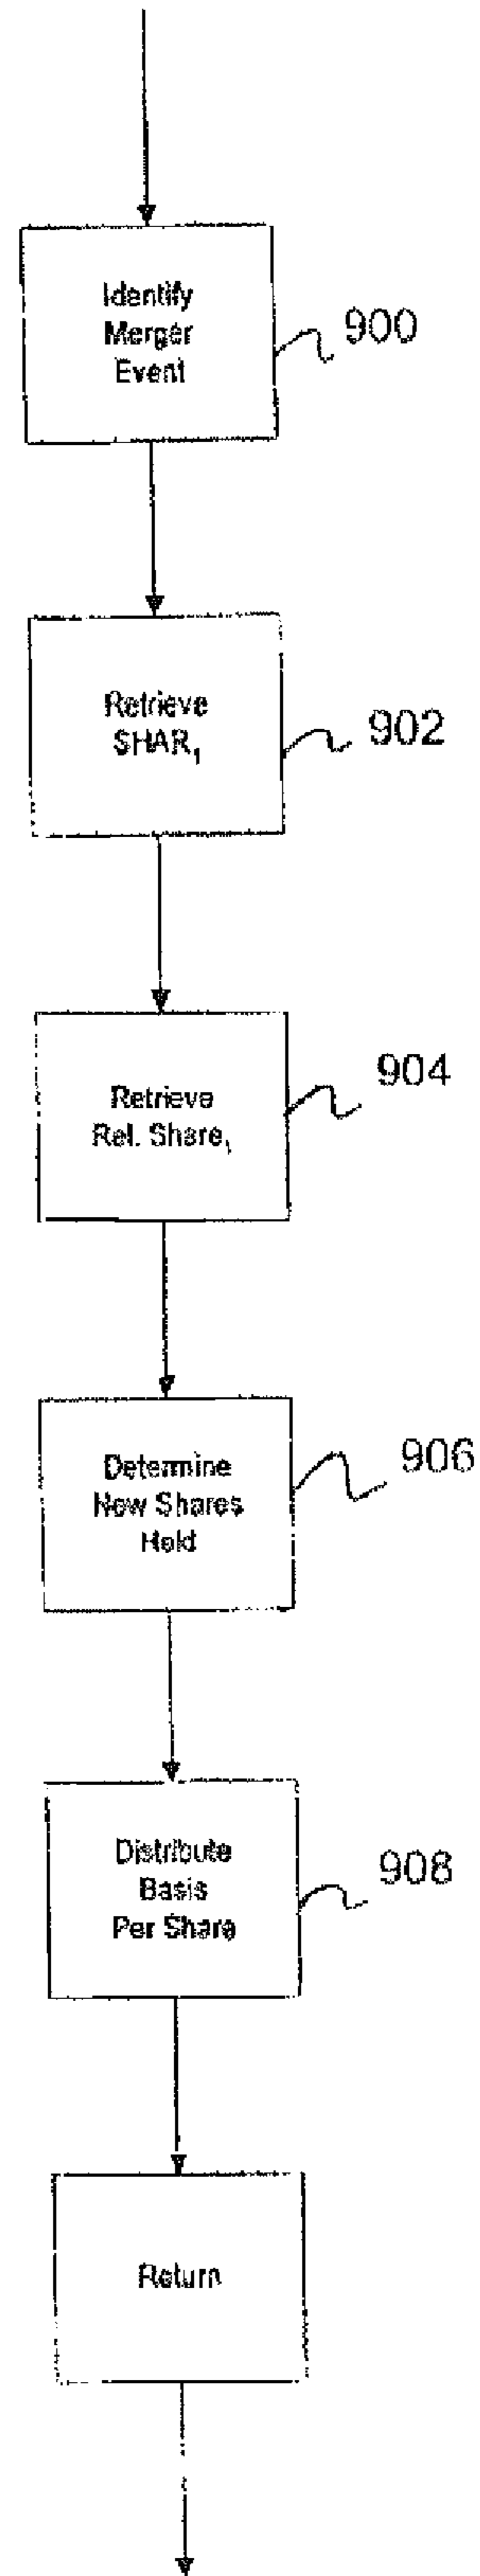 Identify
Merger
Event
900
Retrieve
SHAR₁
902
Retrieve
Rel. Share₁
904
Determine
New Shares
Held
906
Distribute
Basis
Per Share
908
Return